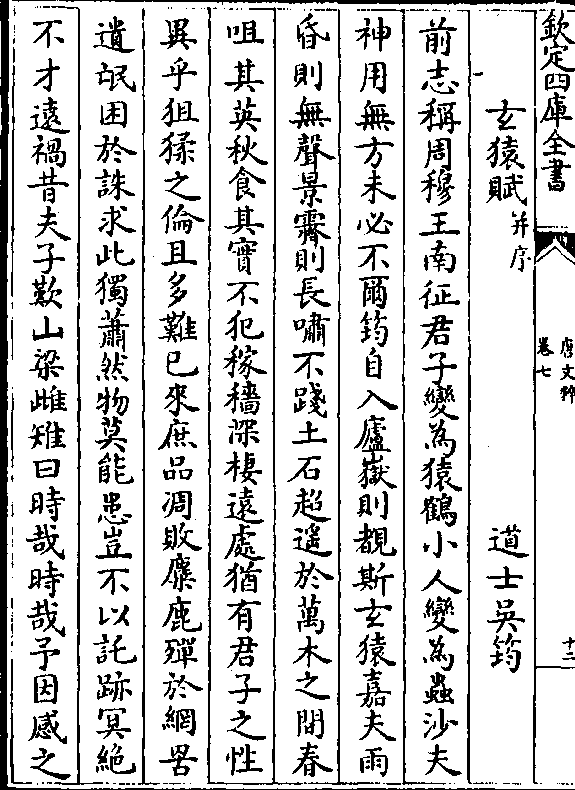 欽定四庫全書
唐文粹
卷七
十二
玄猿賦并序
道士吳筠
前志稱周穆王南征君子變為猿鶴小人變為蟲沙夫
神用無方未必不爾筠自入廬嶽則覩斯玄猿嘉夫雨
昏則無聲景霽則長嘯不踐土石超遥於萬木之間春
咀其英秋食其實不犯稼穡深棲遠處猶有君子之性
異乎狙猱之倫且多難已來庶品凋敗麋鹿殫於網罟
遺甿困於誅求此獨蕭然物莫能患豈不以託跡冥絶
不才遠禍昔夫子歎山梁雌雉曰時哉時哉予因感之